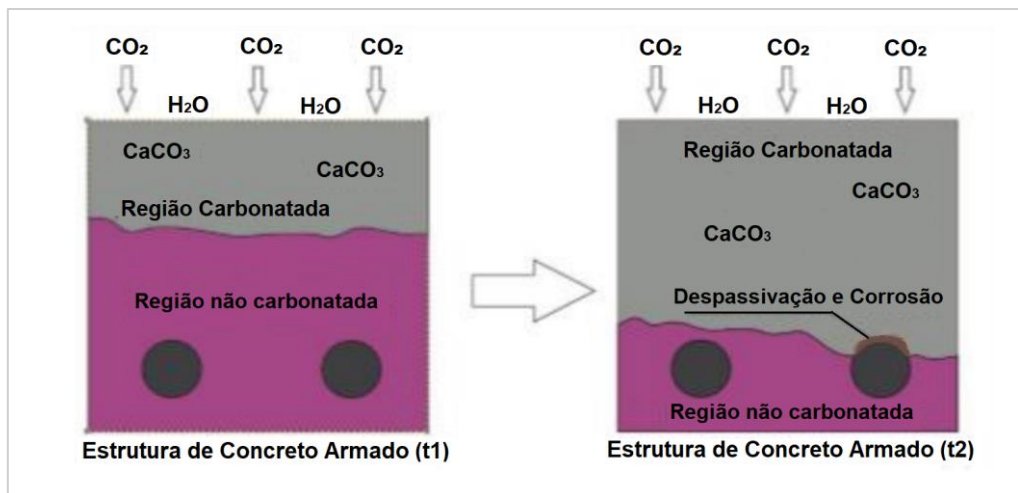 CO₂ CO₂ CO₂
H₂O H₂O
CaCO₃
CaCO₃
Região Carbonatada
Região não carbonatada
Estrutura de Concreto Armado (t1)
CO₂ CO₂ CO₂
H₂O H₂O
Região Carbonatada
CaCO₃
CaCO₃
Despassivação e Corrosão
Região não carbonatada
Estrutura de Concreto Armado (t2)